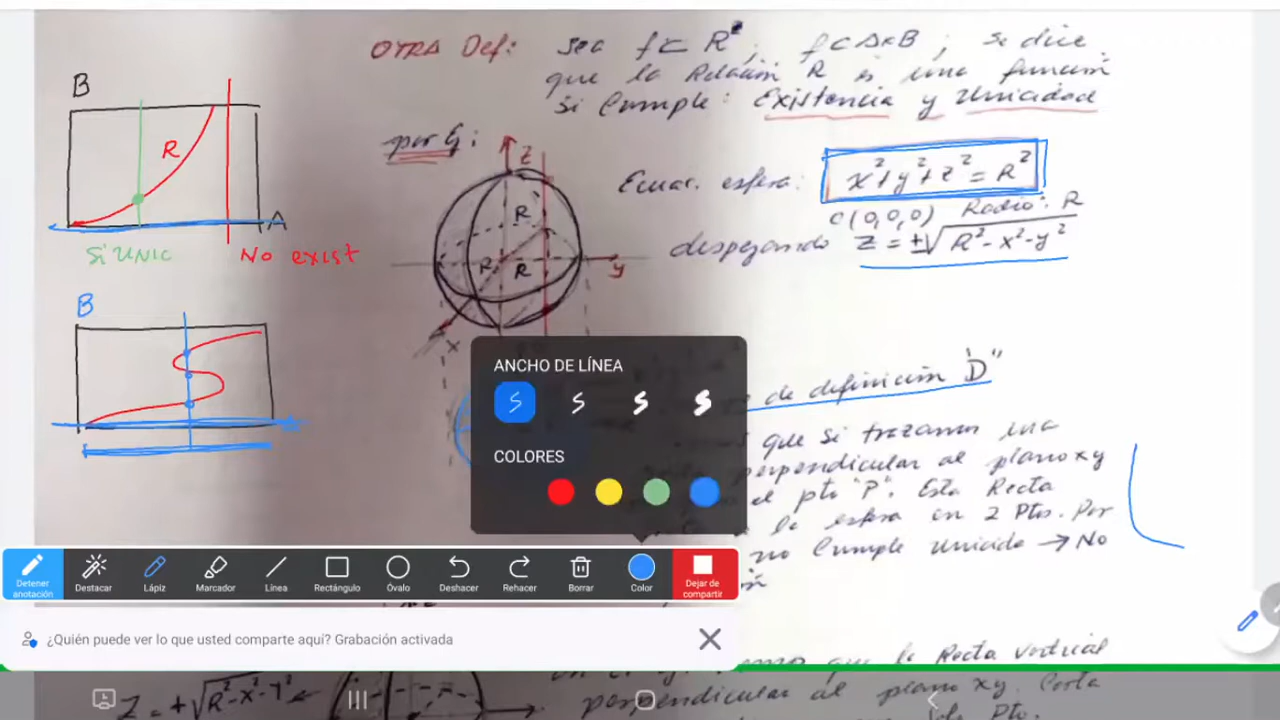 OTRA Def: sea f ⊂ R², f ⊂ A×B, se dice
que la Relación R es una función
si Cumple: Existencia y Unicidad
B
R
A
Si UNIC
No exist
por Ej:
z
R
R
R
y
x
Ecuac. esfera: x²+y²+z² = R²
C(0,0,0) Radio: R
despejando z = ±√R²-x²-y²
B
de definición "D"
que si trazamos una
perpendicular al plano xy
el pto "P". Esta Recta
la esfera en 2 Ptos. Por
no Cumple unicida → No
ANCHO DE LÍNEA
COLORES
Detener anotación
Destacar
Lápiz
Marcador
Línea
Rectángulo
Óvalo
Deshacer
Rehacer
Borrar
Color
Dejar de compartir
¿Quién puede ver lo que usted comparte aquí? Grabación activada
que la Recta vertical
Z = +√R²-x²-y²
perpendicular al plano xy. Corta
Pto.